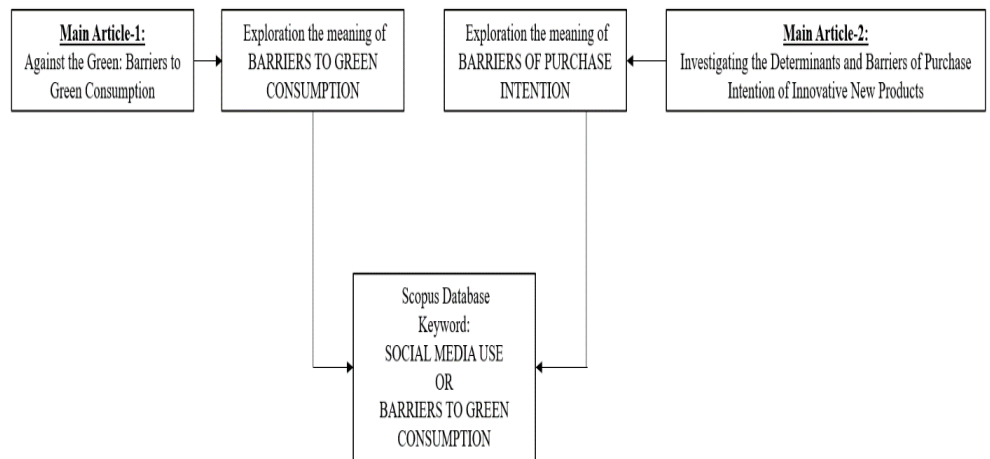 Main Article-1:
Against the Green: Barriers to
Green Consumption
Exploration the meaning of
BARRIERS TO GREEN
CONSUMPTION
Exploration the meaning of
BARRIERS OF PURCHASE
INTENTION
Main Article-2:
Investigating the Determinants and Barriers of Purchase
Intention of Innovative New Products
Scopus Database
Keyword:
SOCIAL MEDIA USE
OR
BARRIERS TO GREEN
CONSUMPTION